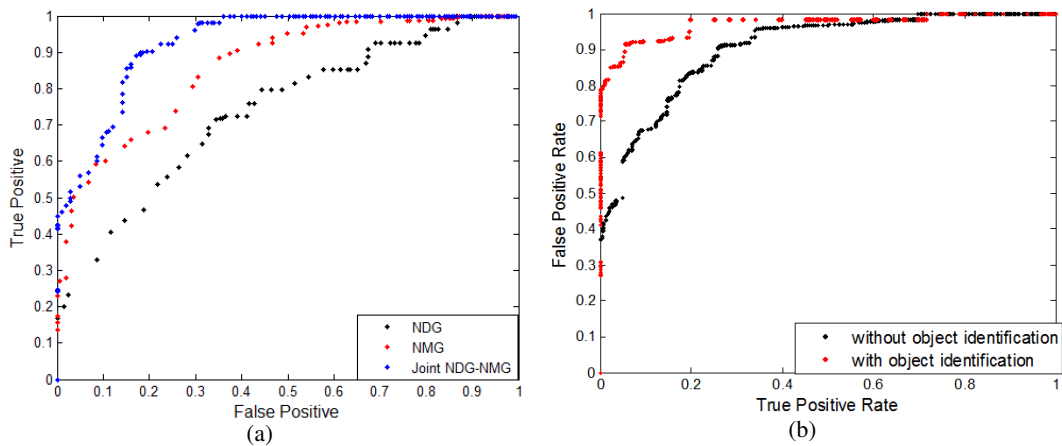 1
0.9
0.8
0.7
0.6
0.5
0.4
0.3
0.2
0.1
0
True Positive
0 0.1 0.2 0.3 0.4 0.5 0.6 0.7 0.8 0.9 1
False Positive
NDG
NMG
Joint NDG-NMG
(a)
1
0.9
0.8
0.7
0.6
0.5
0.4
0.3
0.2
0.1
0
False Positive Rate
0 0.2 0.4 0.6 0.8 1
True Positive Rate
without object identification
with object identification
(b)